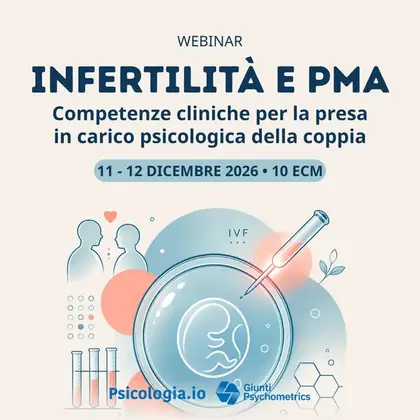 WEBINAR
INFERTILITÀ E PMA
Competenze cliniche per la presa
in carico psicologica della coppia
11 - 12 DICEMBRE 2026 • 10 ECM
IVF
Psicologia.io
Giunti
Psychometrics